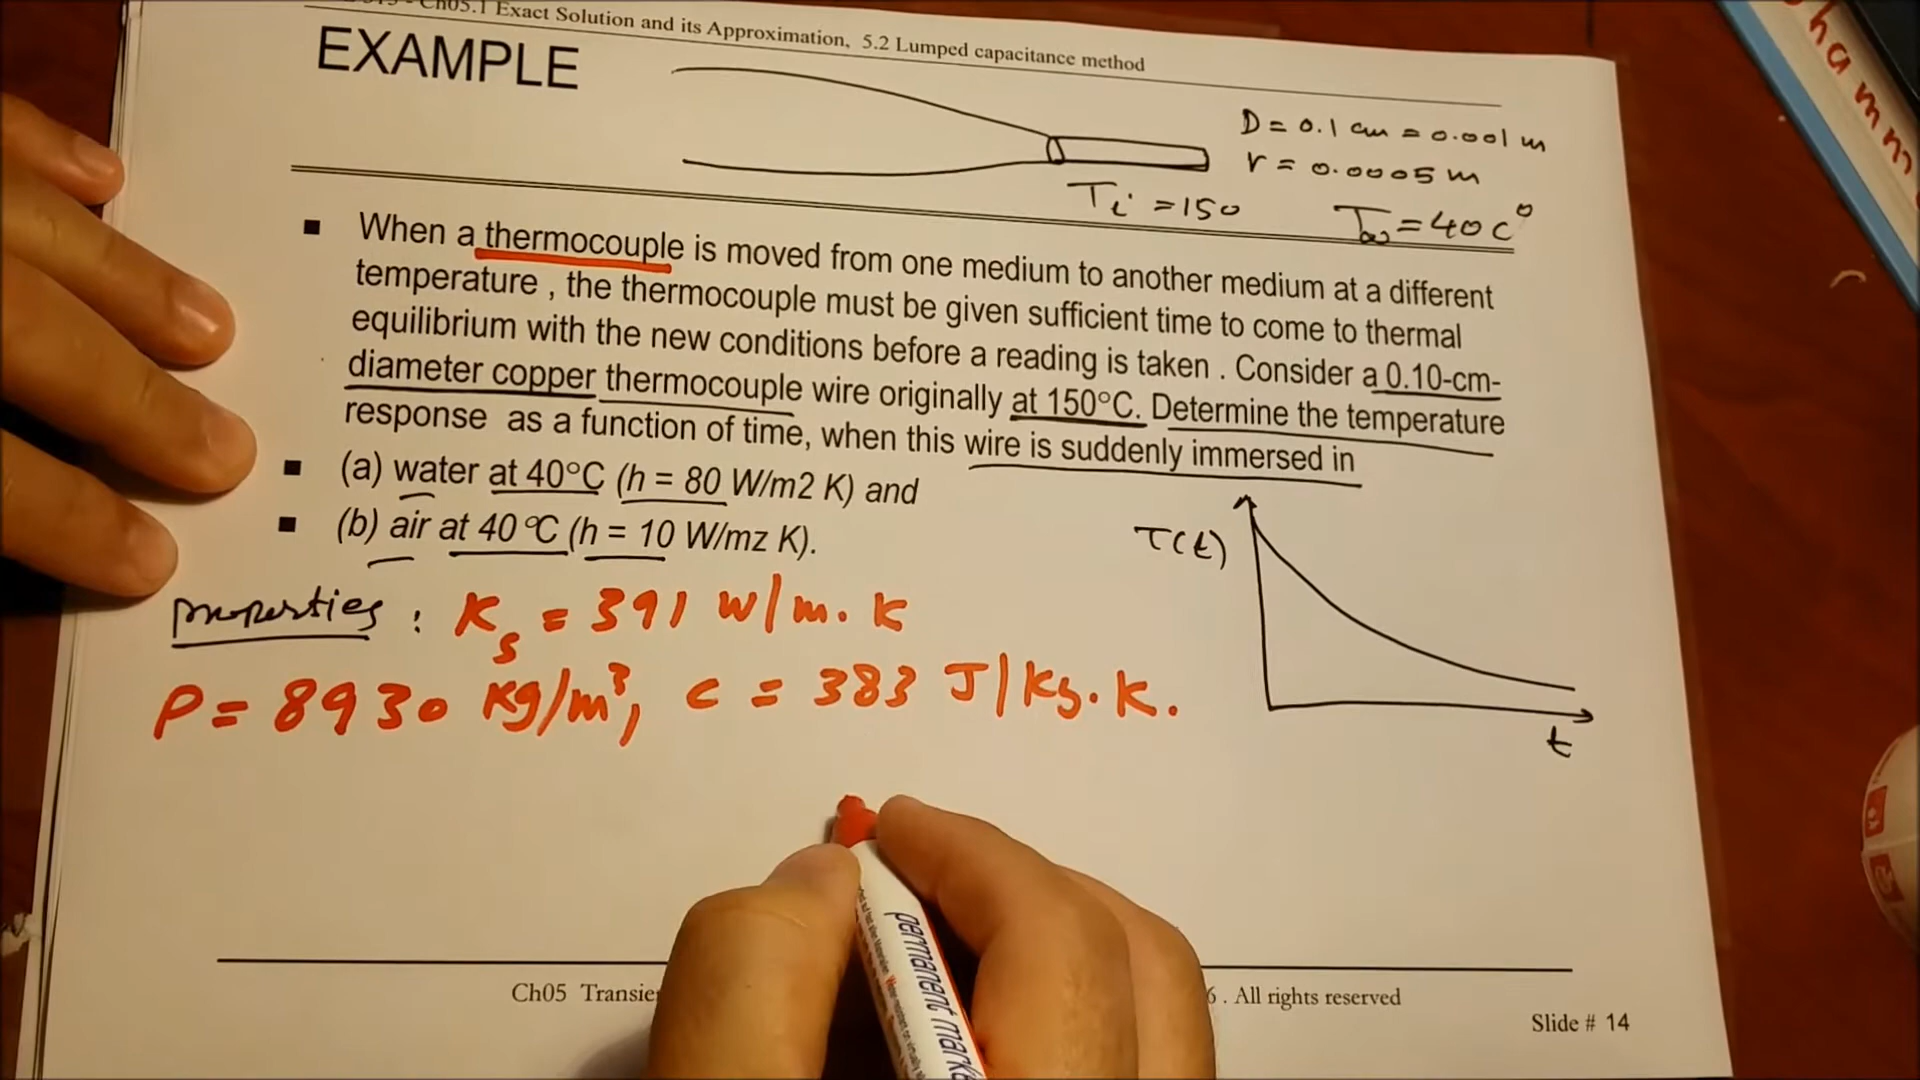 Ch05.1 Exact Solution and its Approximation, 5.2 Lumped capacitance method
EXAMPLE
D = 0.1 cm = 0.001 m
r = 0.0005 m
Ti = 150
T∞ = 40 C°
▪ When a thermocouple is moved from one medium to another medium at a different
temperature , the thermocouple must be given sufficient time to come to thermal
equilibrium with the new conditions before a reading is taken . Consider a 0.10-cm-
diameter copper thermocouple wire originally at 150°C. Determine the temperature
response as a function of time, when this wire is suddenly immersed in
▪ (a) water at 40°C (h = 80 W/m2 K) and
▪ (b) air at 40 °C (h = 10 W/mz K).
T(t)
t
properties : Ks = 391 W/m. K
P = 8930 Kg/m³, c = 383 J/Kg. K.
permanent marke
Ch05 Transie
6 . All rights reserved
Slide # 14
hamm